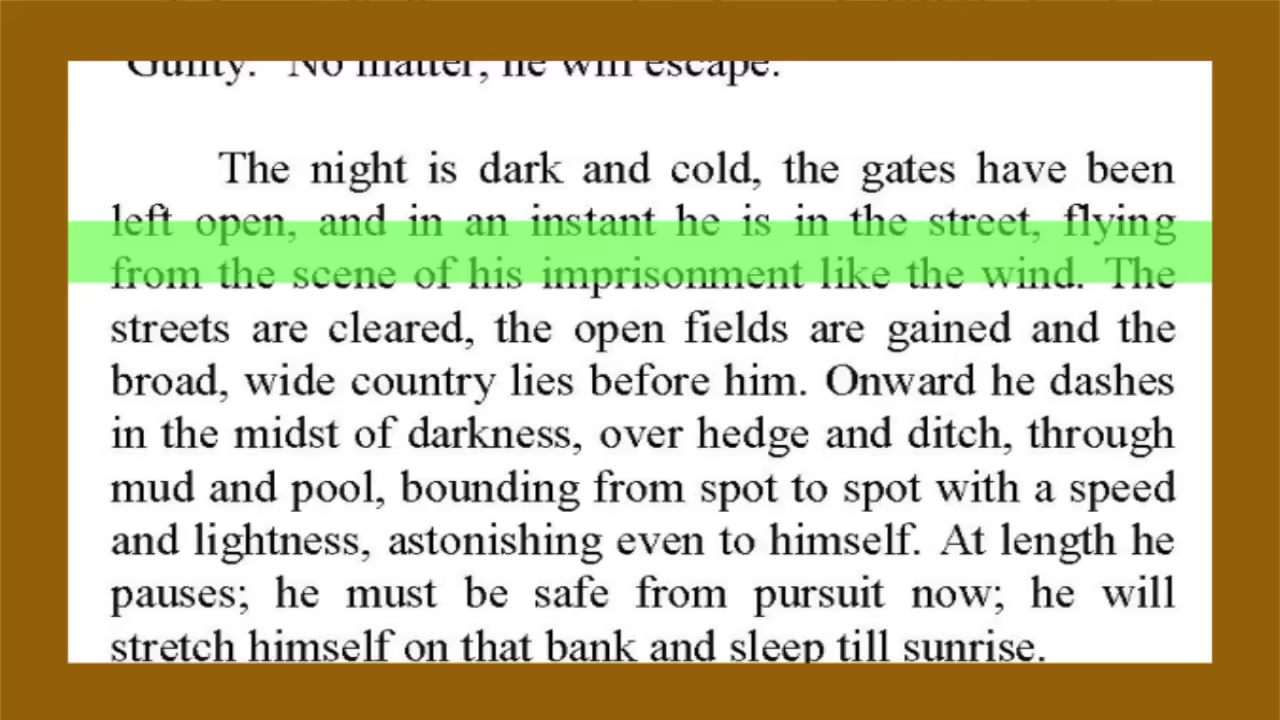 Guilty." No matter, he will escape.
The night is dark and cold, the gates have been
left open, and in an instant he is in the street, flying
from the scene of his imprisonment like the wind. The
streets are cleared, the open fields are gained and the
broad, wide country lies before him. Onward he dashes
in the midst of darkness, over hedge and ditch, through
mud and pool, bounding from spot to spot with a speed
and lightness, astonishing even to himself. At length he
pauses; he must be safe from pursuit now; he will
stretch himself on that bank and sleep till sunrise.